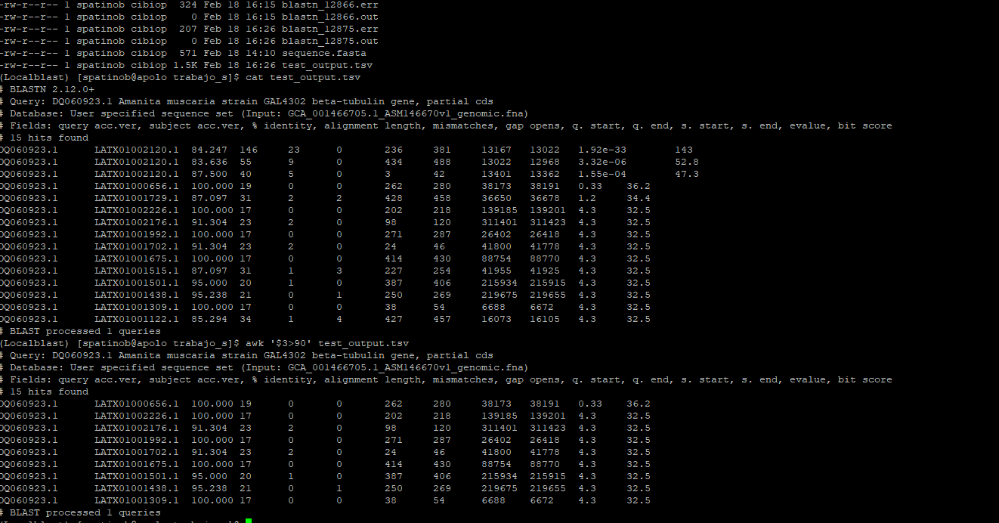 -rw-r--r-- 1 spatinob cibiop  324 Feb 18 16:15 blastn_12866.err
-rw-r--r-- 1 spatinob cibiop    0 Feb 18 16:15 blastn_12866.out
-rw-r--r-- 1 spatinob cibiop  207 Feb 18 16:26 blastn_12875.err
-rw-r--r-- 1 spatinob cibiop    0 Feb 18 16:26 blastn_12875.out
-rw-r--r-- 1 spatinob cibiop  571 Feb 18 14:10 sequence.fasta
-rw-r--r-- 1 spatinob cibiop 1.5K Feb 18 16:26 test_output.tsv
(Localblast) [spatinob@apolo trabajo_s]$ cat test_output.tsv
# BLASTN 2.12.0+
# Query: DQ060923.1 Amanita muscaria strain GAL4302 beta-tubulin gene, partial cds
# Database: User specified sequence set (Input: GCA_001466705.1_ASM146670v1_genomic.fna)
# Fields: query acc.ver, subject acc.ver, % identity, alignment length, mismatches, gap opens, q. start, q. end, s. start, s. end, evalue, bit score
# 15 hits found
DQ060923.1 LATX01002120.1 84.247 146 23 0 236 381 13167 13022 1.92e-33 143
DQ060923.1 LATX01002120.1 83.636 55 9 0 434 488 13022 12968 3.32e-06 52.8
DQ060923.1 LATX01002120.1 87.500 40 5 0 3 42 13401 13362 1.55e-04 47.3
DQ060923.1 LATX01000656.1 100.000 19 0 0 262 280 38173 38191 0.33 36.2
DQ060923.1 LATX01001729.1 87.097 31 2 2 428 458 36650 36678 1.2 34.4
DQ060923.1 LATX01002226.1 100.000 17 0 0 202 218 139185 139201 4.3 32.5
DQ060923.1 LATX01002176.1 91.304 23 2 0 98 120 311401 311423 4.3 32.5
DQ060923.1 LATX01001992.1 100.000 17 0 0 271 287 26402 26418 4.3 32.5
DQ060923.1 LATX01001702.1 91.304 23 2 0 24 46 41800 41778 4.3 32.5
DQ060923.1 LATX01001675.1 100.000 17 0 0 414 430 88754 88770 4.3 32.5
DQ060923.1 LATX01001515.1 87.097 31 1 3 227 254 41955 41925 4.3 32.5
DQ060923.1 LATX01001501.1 95.000 20 1 0 387 406 215934 215915 4.3 32.5
DQ060923.1 LATX01001438.1 95.238 21 0 1 250 269 219675 219655 4.3 32.5
DQ060923.1 LATX01001309.1 100.000 17 0 0 38 54 6688 6672 4.3 32.5
DQ060923.1 LATX01001122.1 85.294 34 1 4 427 457 16073 16105 4.3 32.5
# BLAST processed 1 queries
(Localblast) [spatinob@apolo trabajo_s]$ awk '$3>90' test_output.tsv
# Query: DQ060923.1 Amanita muscaria strain GAL4302 beta-tubulin gene, partial cds
# Database: User specified sequence set (Input: GCA_001466705.1_ASM146670v1_genomic.fna)
# Fields: query acc.ver, subject acc.ver, % identity, alignment length, mismatches, gap opens, q. start, q. end, s. start, s. end, evalue, bit score
# 15 hits found
DQ060923.1 LATX01000656.1 100.000 19 0 0 262 280 38173 38191 0.33 36.2
DQ060923.1 LATX01002226.1 100.000 17 0 0 202 218 139185 139201 4.3 32.5
DQ060923.1 LATX01002176.1 91.304 23 2 0 98 120 311401 311423 4.3 32.5
DQ060923.1 LATX01001992.1 100.000 17 0 0 271 287 26402 26418 4.3 32.5
DQ060923.1 LATX01001702.1 91.304 23 2 0 24 46 41800 41778 4.3 32.5
DQ060923.1 LATX01001675.1 100.000 17 0 0 414 430 88754 88770 4.3 32.5
DQ060923.1 LATX01001501.1 95.000 20 1 0 387 406 215934 215915 4.3 32.5
DQ060923.1 LATX01001438.1 95.238 21 0 1 250 269 219675 219655 4.3 32.5
DQ060923.1 LATX01001309.1 100.000 17 0 0 38 54 6688 6672 4.3 32.5
# BLAST processed 1 queries